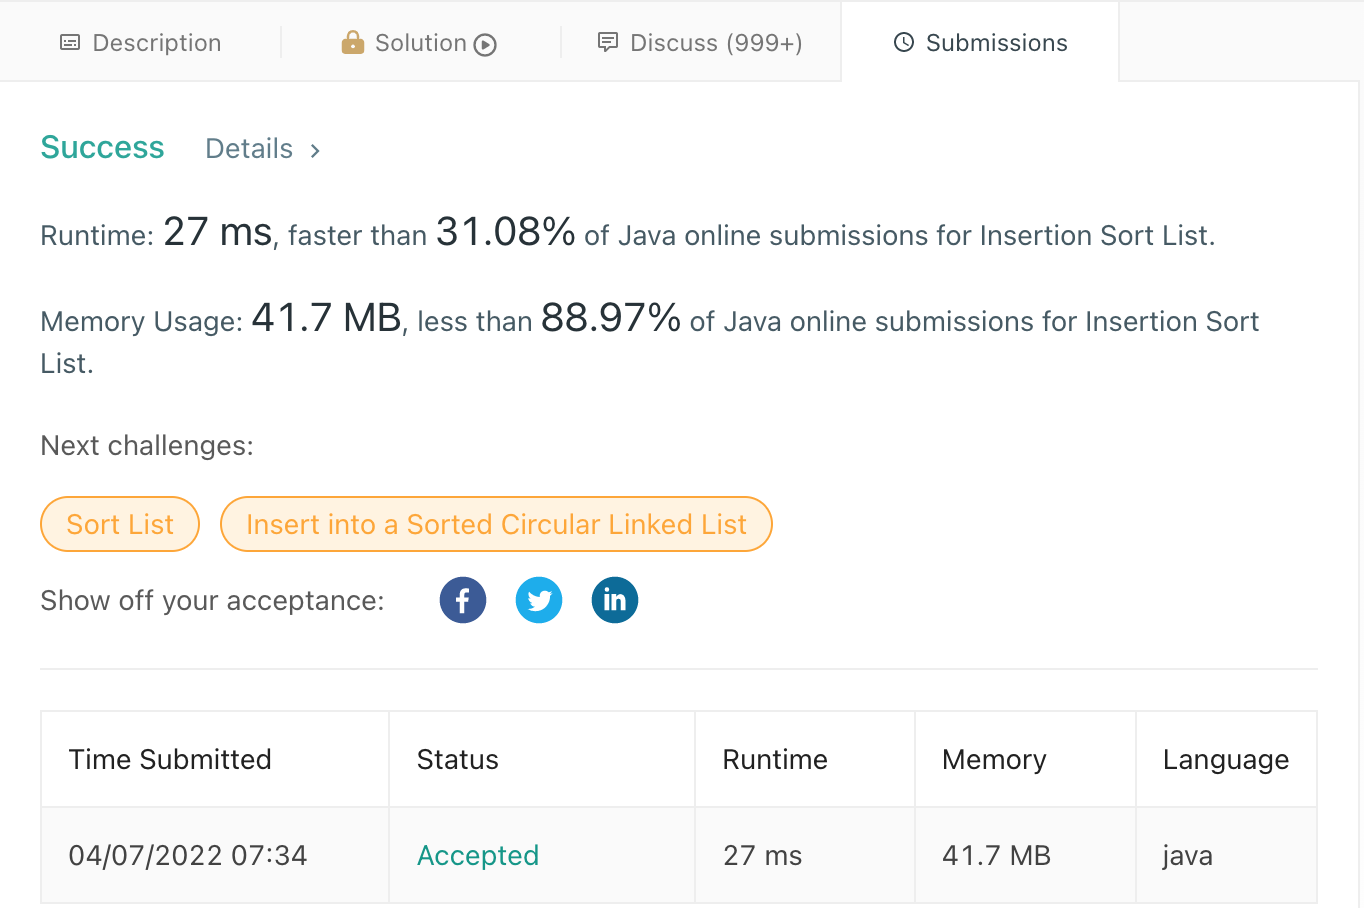 Description
Solution
Discuss (999+)
Submissions
Success
Details
Runtime: 27 ms, faster than 31.08% of Java online submissions for Insertion Sort List.
Memory Usage: 41.7 MB, less than 88.97% of Java online submissions for Insertion Sort
List.
Next challenges:
Sort List
Insert into a Sorted Circular Linked List
Show off your acceptance:
f
in
Time Submitted Status Runtime Memory Language
04/07/2022 07:34 Accepted 27 ms 41.7 MB java